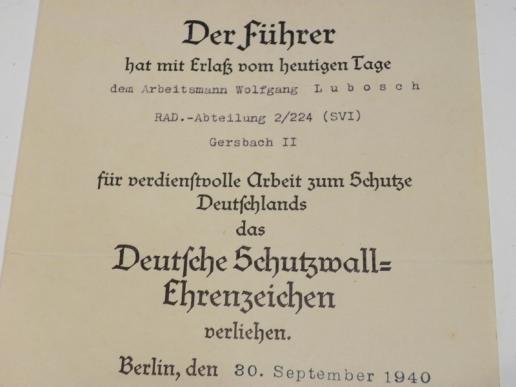 Der Führer
hat mit Erlaß vom heutigen Tage
dem Arbeitsmann Wolfgang L u b o s c h
RAD.-Abteilung 2/224 (SVI)
Gersbach II
für verdienstvolle Arbeit zum Schutze
Deutschlands
das
Deutsche Schutzwall=
Ehrenzeichen
verliehen.
Berlin, den 30. September 1940